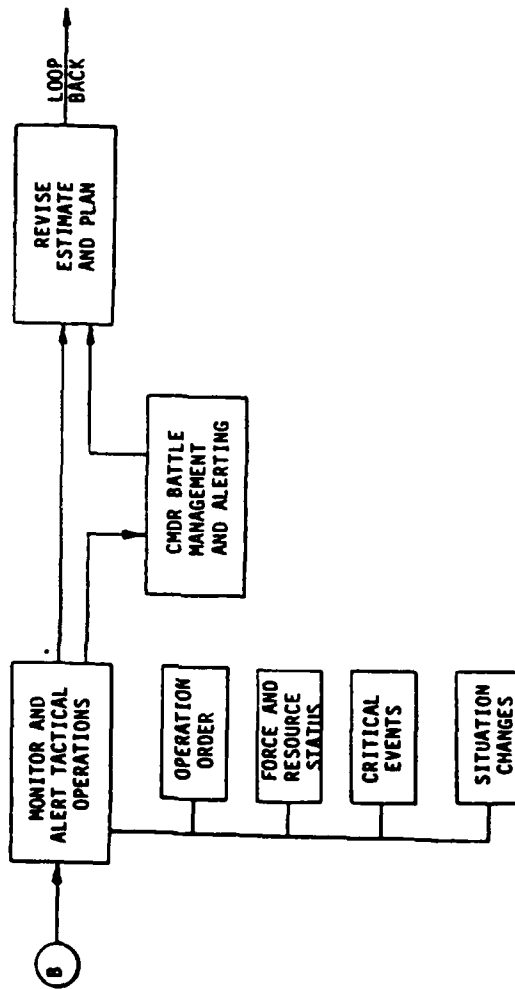 B
MONITOR AND
ALERT TACTICAL
OPERATIONS
OPERATION
ORDER
FORCE AND
RESOURCE
STATUS
CRITICAL
EVENTS
SITUATION
CHANGES
CMDR BATTLE
MANAGEMENT
AND ALERTING
REVISE
ESTIMATE
AND PLAN
LOOP
BACK